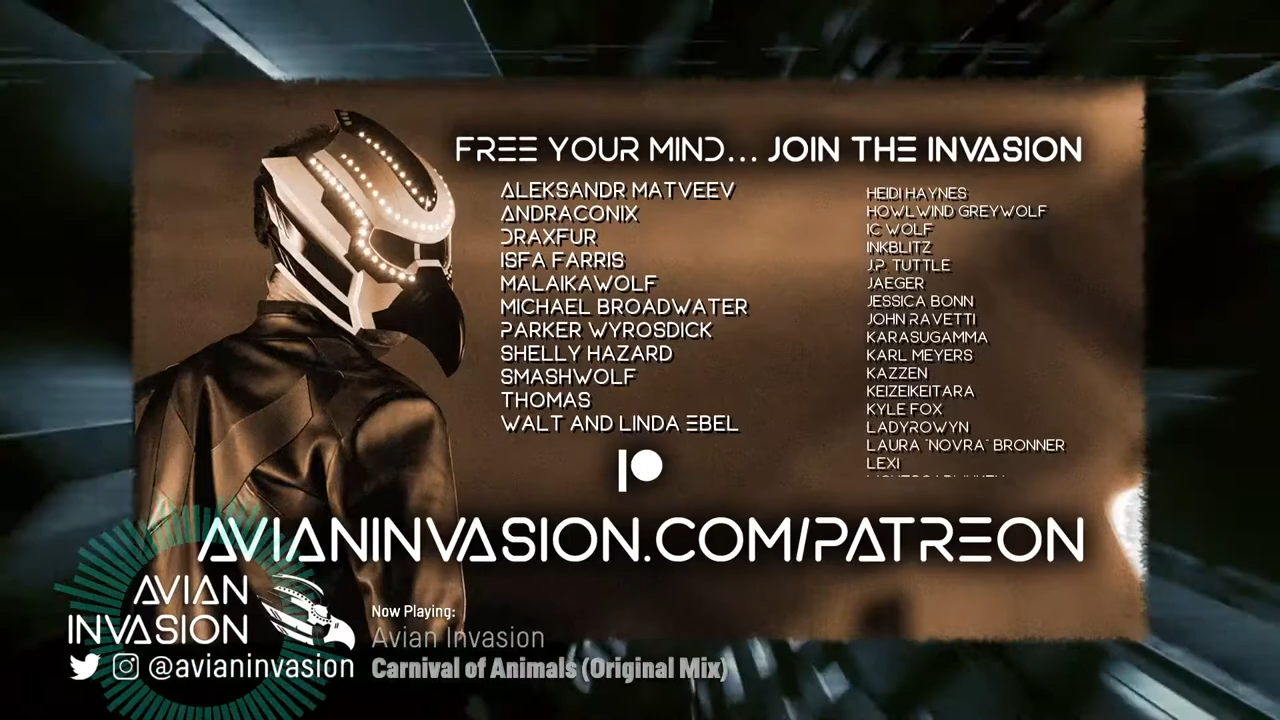 FREE YOUR MIND... JOIN THE INVASION
ALEKSANDR MATVEEV
ANDRACONIX
DRAXFUR
ISFA FARRIS
MALAIKAWOLF
MICHAEL BROADWATER
PARKER WYROSDICK
SHELLY HAZARD
SMASHWOLF
THOMAS
WALT AND LINDA EBEL
HEIDI HAYNES
HOWLWIND GREYWOLF
IC WOLF
INKBLITZ
J.P. TUTTLE
JAEGER
JESSICA BONN
JOHN RAVETTI
KARASUGAMMA
KARL MEYERS
KAZZEN
KEIZEIKEITARA
KYLE FOX
LADYROWYN
LAURA "NOVRA" BRONNER
LEXI
AVIANINVASION.COM/PATREON
AVIAN
INVASION
@avianinvasion
Now Playing:
Avian Invasion
Carnival of Animals (Original Mix)